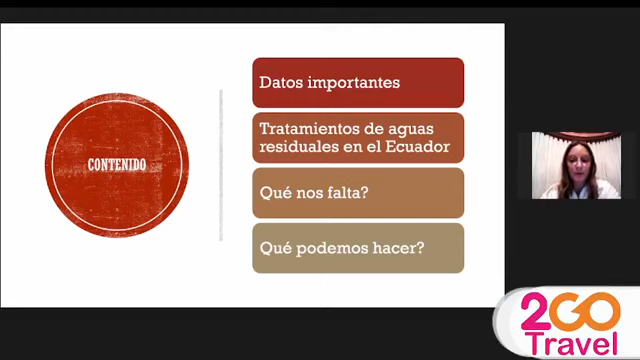 CONTENIDO
Datos importantes
Tratamientos de aguas
residuales en el Ecuador
Qué nos falta?
Qué podemos hacer?
2GO
Travel